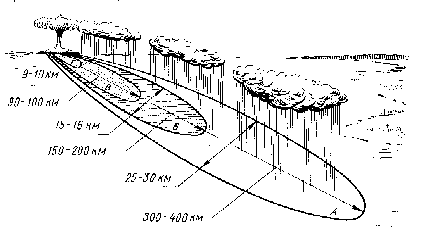 9-10 км
90-100 км
В
15-16 км
Б
150-200 км
25-30 км
300-400 км
А